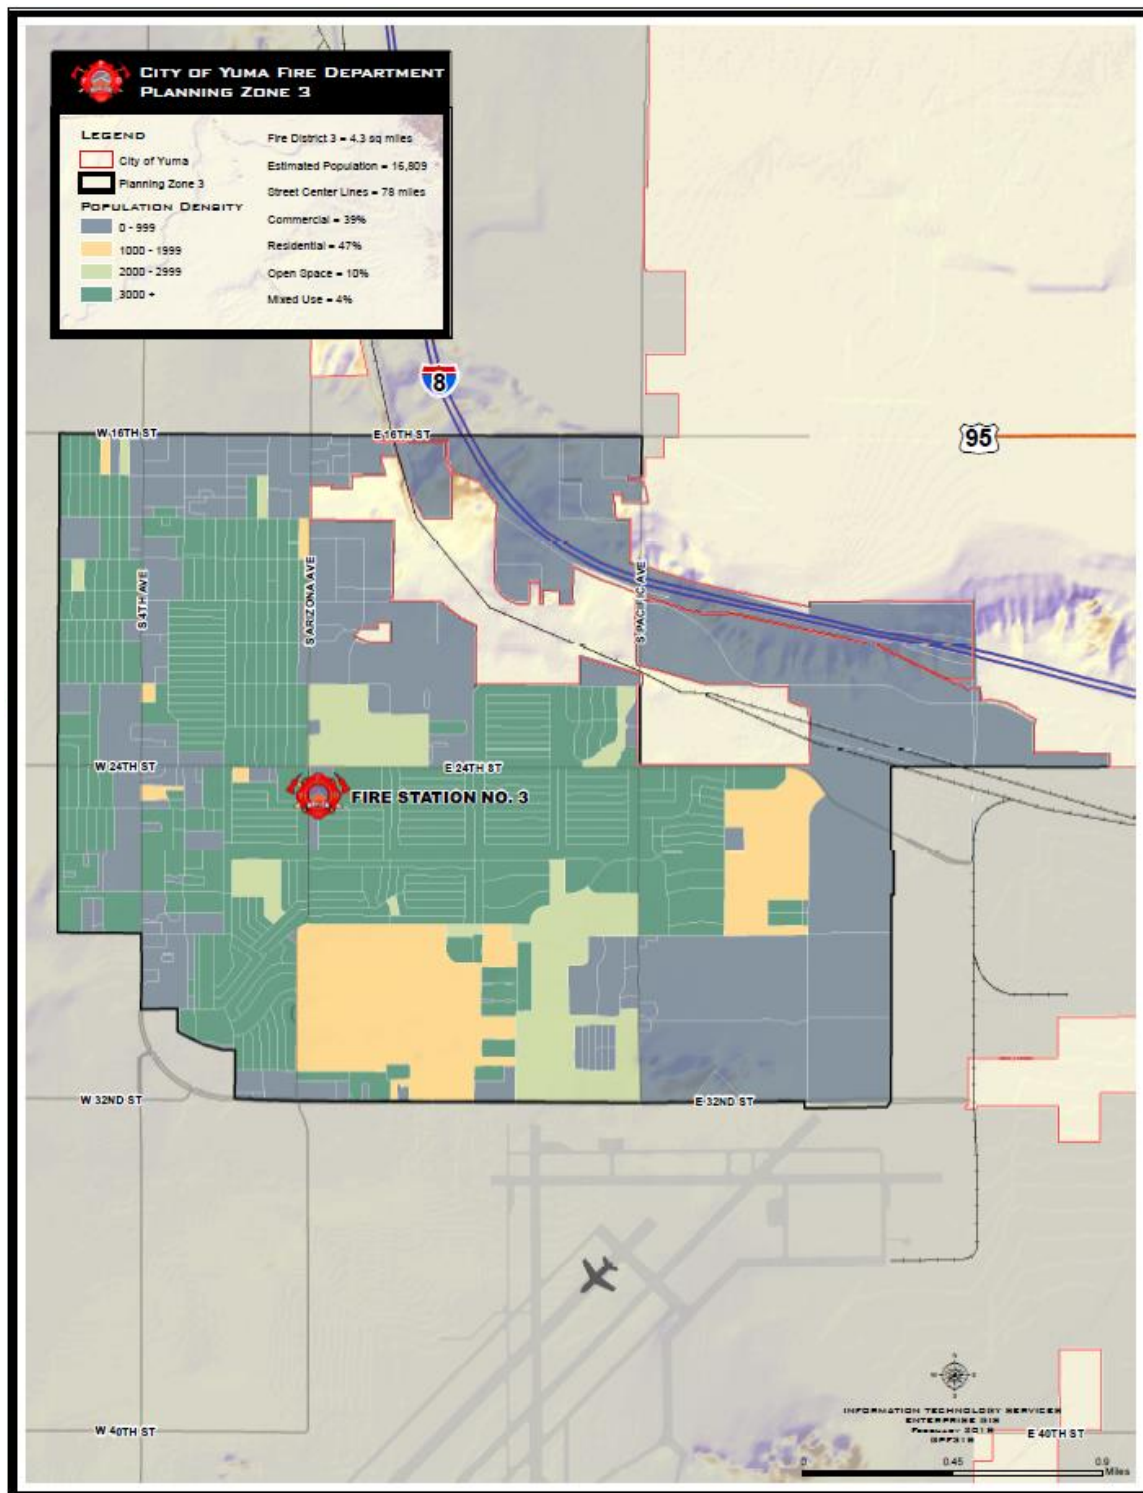 CITY OF YUMA FIRE DEPARTMENT
PLANNING ZONE 3
LEGEND
City of Yuma
Planning Zone 3
POPULATION DENSITY
0 - 999
1000 - 1999
2000 - 2999
3000 +
Fire District 3 = 4.3 sq miles
Estimated Population = 16,809
Street Center Lines = 78 miles
Commercial = 39%
Residential = 47%
Open Space = 10%
Mixed Use = 4%
8
95
W 16TH ST
E 16TH ST
S 4TH AVE
S ARIZONA AVE
S PACIFIC AVE
W 24TH ST
E 24TH ST
FIRE STATION NO. 3
W 32ND ST
E 32ND ST
N
W
E
S
INFORMATION TECHNOLOGY SERVICES
ENTERPRISE GIS
FEBRUARY
W 40TH ST
E 40TH ST
0
0.45
0.9
Miles